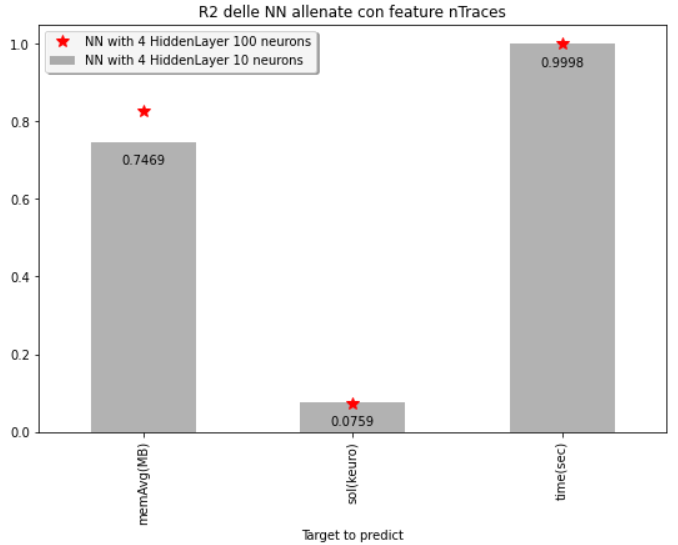 R2 delle NN allenate con feature nTraces
NN with 4 HiddenLayer 100 neurons
NN with 4 HiddenLayer 10 neurons
1.0
0.8
0.6
0.4
0.2
0.0
0.7469
0.0759
0.9998
memAvg(MB)
sol(keuro)
time(sec)
Target to predict